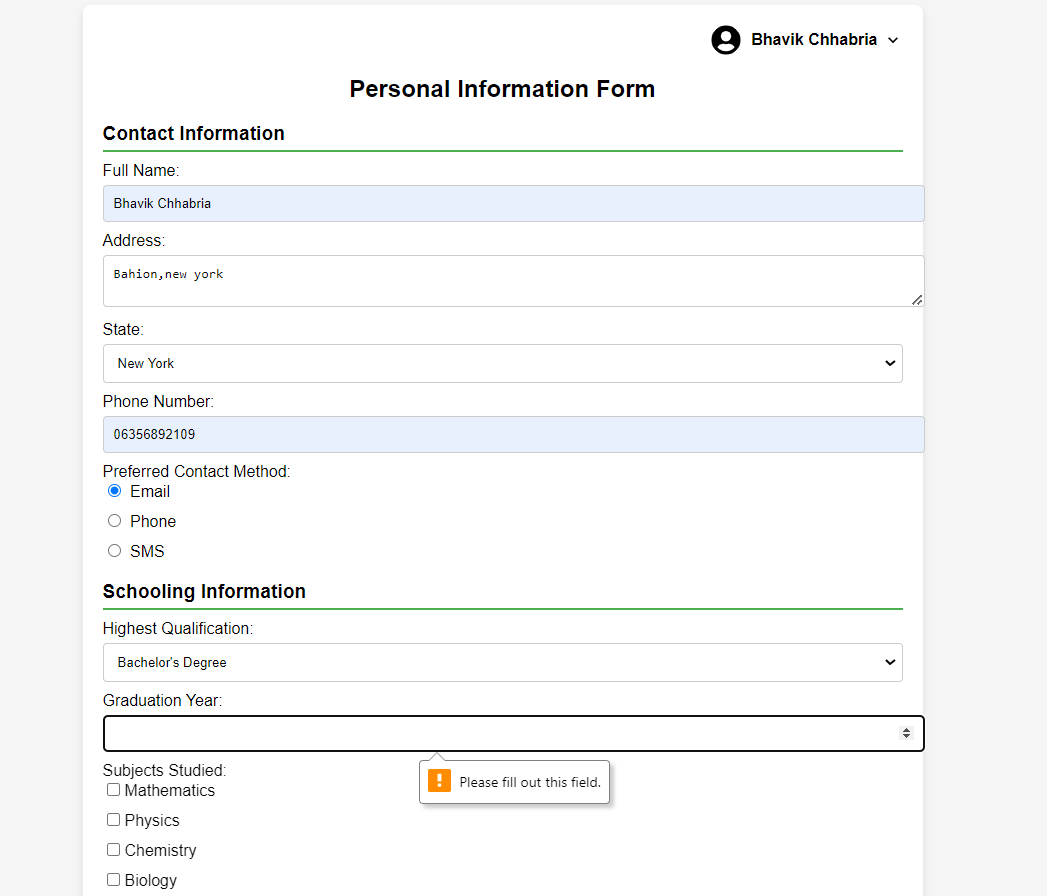 Bhavik Chhabria
Personal Information Form
Contact Information
Full Name:
Bhavik Chhabria
Address:
Bahion,new york
State:
New York
Phone Number:
06356892109
Preferred Contact Method:
Email
Phone
SMS
Schooling Information
Highest Qualification:
Bachelor's Degree
Graduation Year:
Please fill out this field.
Subjects Studied:
Mathematics
Physics
Chemistry
Biology